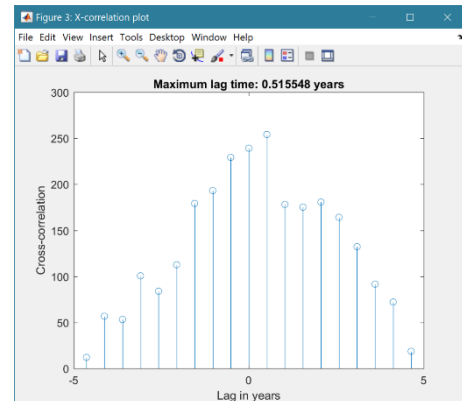 Figure 3: X-correlation plot
File Edit View Insert Tools Desktop Window Help
Maximum lag time: 0.515548 years
300
250
200
150
100
50
0
Cross-correlation
-5 0 5
Lag in years